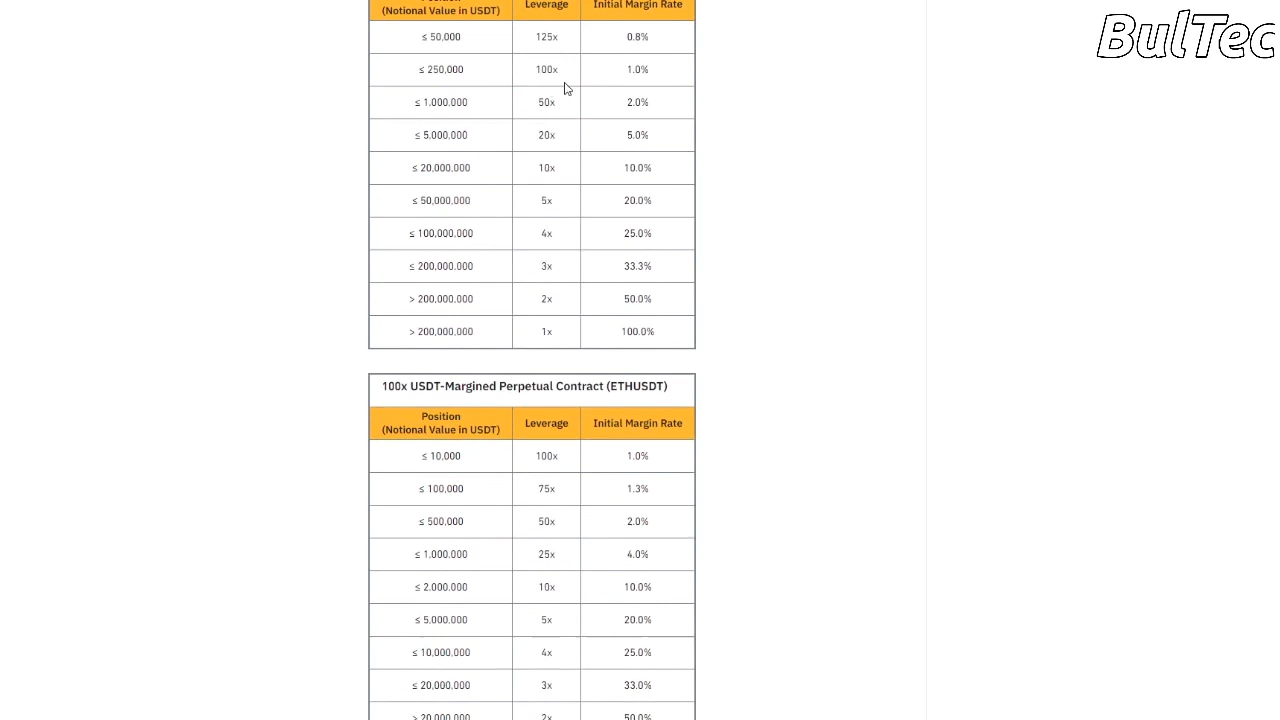 BulTec
(Notional Value in USDT) Leverage Initial Margin Rate
≤ 50,000 125x 0.8%
≤ 250,000 100x 1.0%
≤ 1,000,000 50x 2.0%
≤ 5,000,000 20x 5.0%
≤ 20,000,000 10x 10.0%
≤ 50,000,000 5x 20.0%
≤ 100,000,000 4x 25.0%
≤ 200,000,000 3x 33.3%
> 200,000,000 2x 50.0%
> 200,000,000 1x 100.0%
100x USDT-Margined Perpetual Contract (ETHUSDT)
Position
(Notional Value in USDT) Leverage Initial Margin Rate
≤ 10,000 100x 1.0%
≤ 100,000 75x 1.3%
≤ 500,000 50x 2.0%
≤ 1,000,000 25x 4.0%
≤ 2,000,000 10x 10.0%
≤ 5,000,000 5x 20.0%
≤ 10,000,000 4x 25.0%
≤ 20,000,000 3x 33.0%
> 20,000,000 2x 50.0%